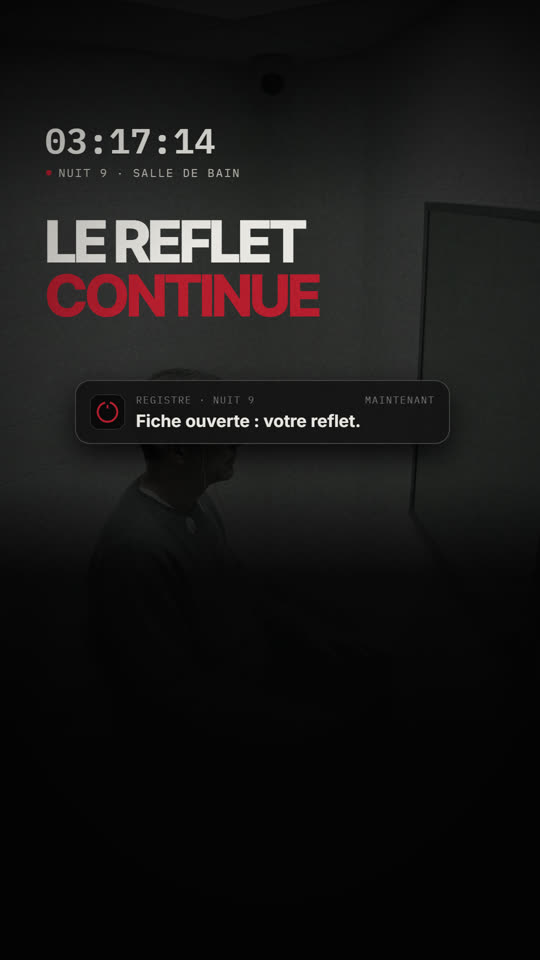 03:17:14
NUIT 9 · SALLE DE BAIN
LE REFLET
CONTINUE
REGISTRE · NUIT 9
MAINTENANT
Fiche ouverte : votre reflet.